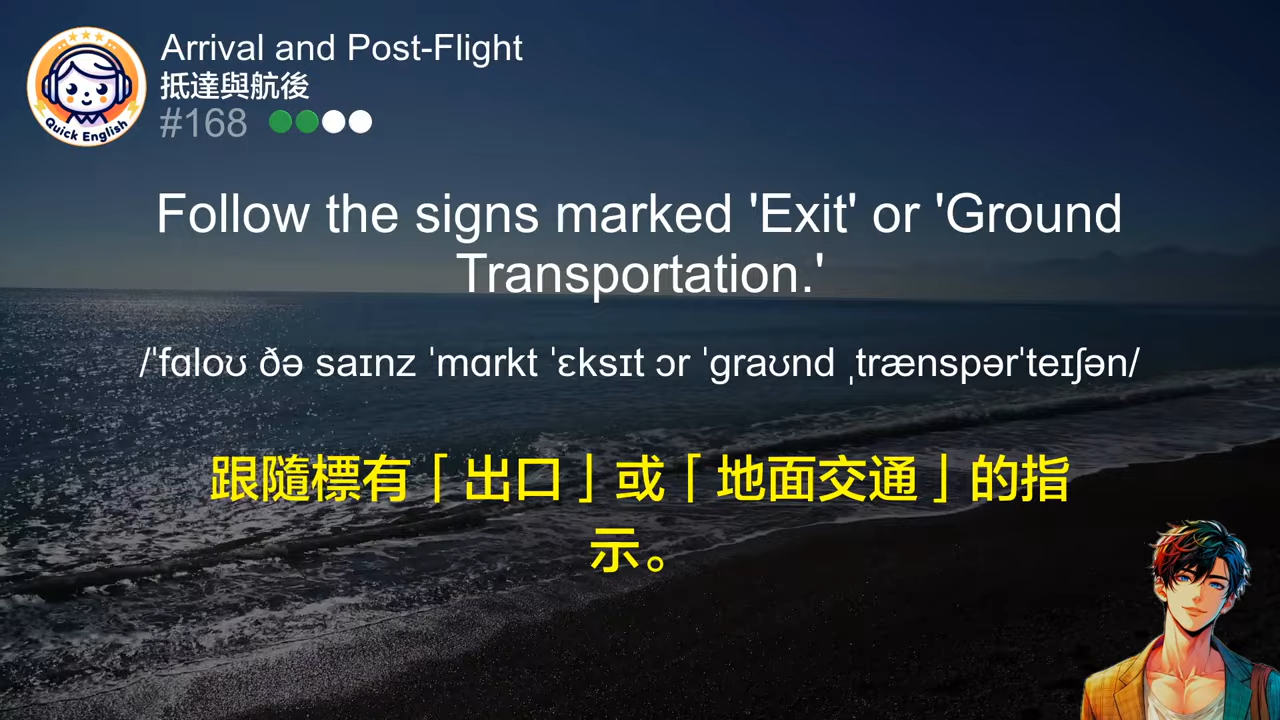 Arrival and Post-Flight
抵達與航後
#168
Quick English
Follow the signs marked 'Exit' or 'Ground
Transportation.'
/ˈfɑloʊ ðə saɪnz ˈmɑrkt ˈɛksɪt ɔr ˈɡraʊnd ˌtrænspərˈteɪʃən/
跟隨標有「出口」或「地面交通」的指
示。